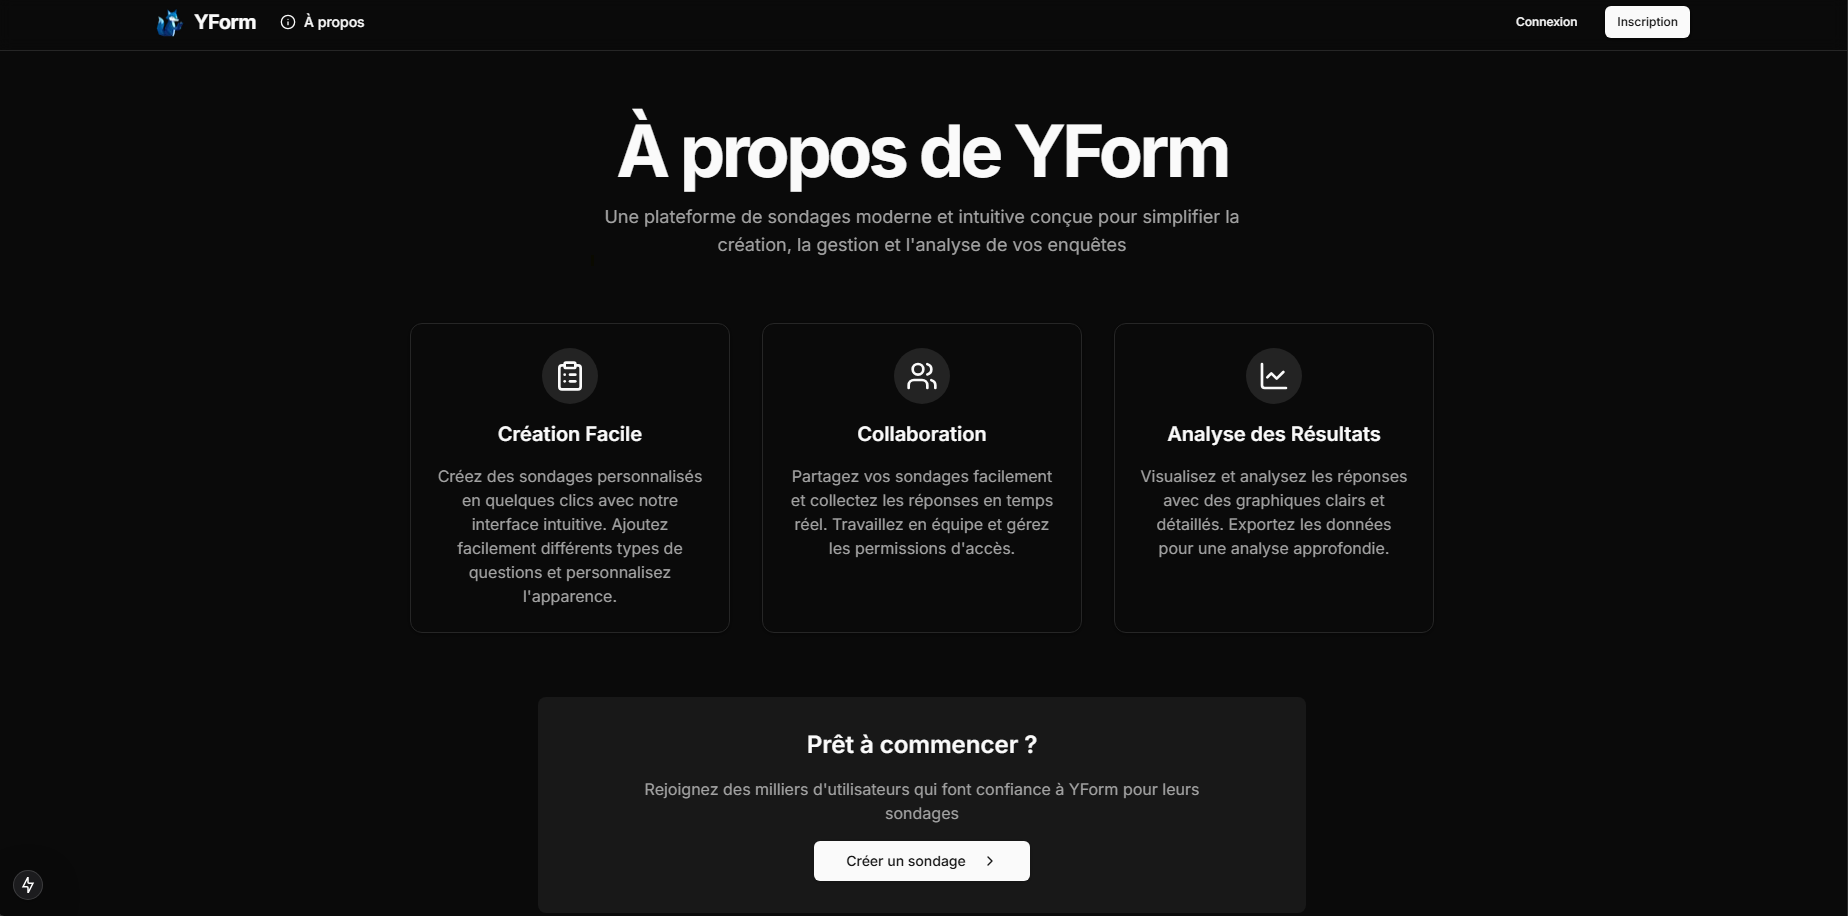 YForm
À propos
Connexion
Inscription
À propos de YForm
Une plateforme de sondages moderne et intuitive conçue pour simplifier la
création, la gestion et l'analyse de vos enquêtes
Création Facile
Créez des sondages personnalisés
en quelques clics avec notre
interface intuitive. Ajoutez
facilement différents types de
questions et personnalisez
l'apparence.
Collaboration
Partagez vos sondages facilement
et collectez les réponses en temps
réel. Travaillez en équipe et gérez
les permissions d'accès.
Analyse des Résultats
Visualisez et analysez les réponses
avec des graphiques clairs et
détaillés. Exportez les données
pour une analyse approfondie.
Prêt à commencer ?
Rejoignez des milliers d'utilisateurs qui font confiance à YForm pour leurs
sondages
Créer un sondage